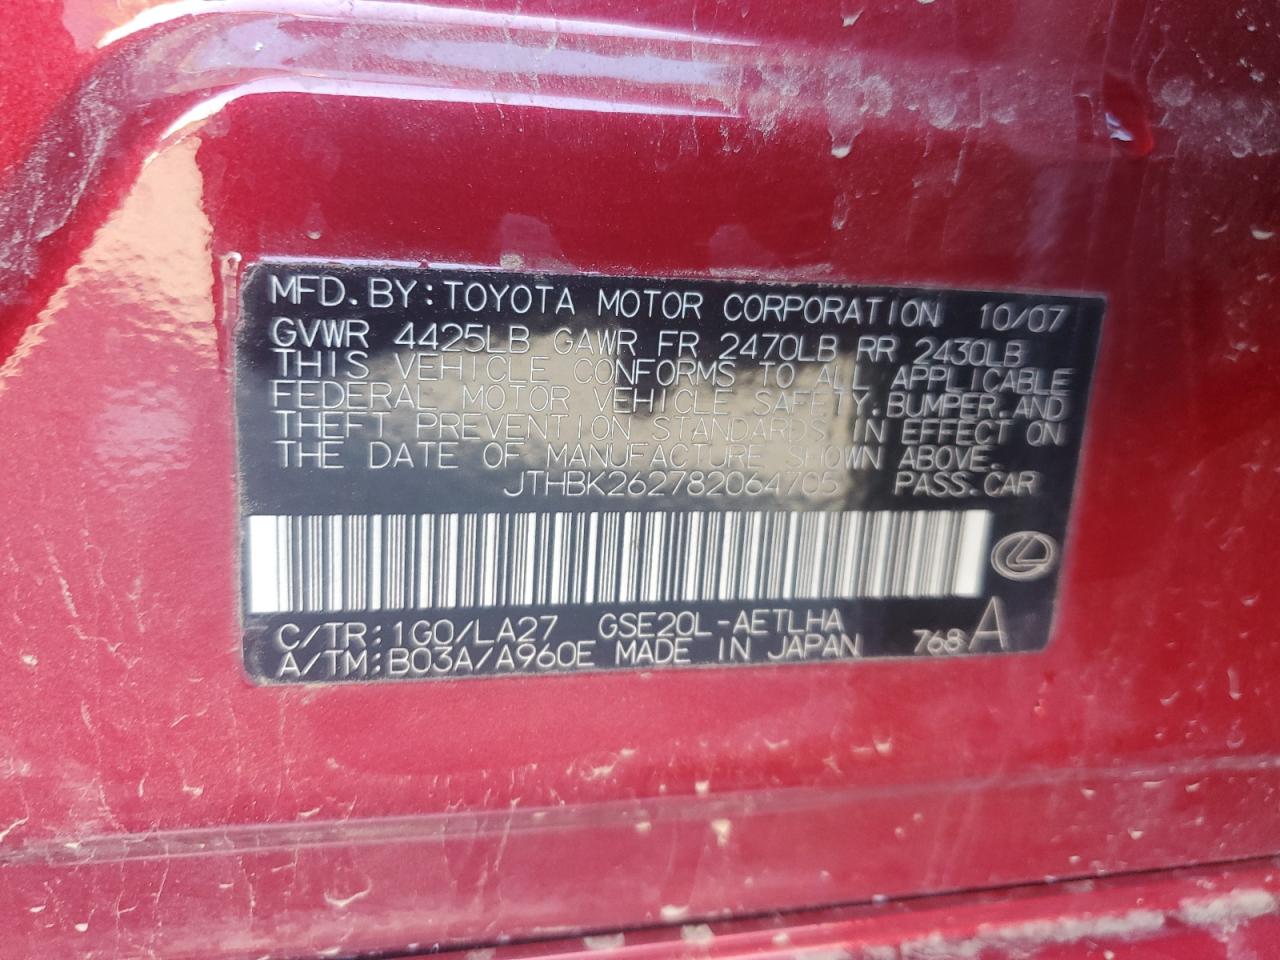 MFD.BY:TOYOTA MOTOR CORPORATION 10/07
GVWR 4425LB GAWR FR 2470LB RR 2430LB
THIS VEHICLE CONFORMS TO ALL APPLICABLE
FEDERAL MOTOR VEHICLE SAFETY.BUMPER.AND
THEFT PREVENTION STANDARDS IN EFFECT ON
THE DATE OF MANUFACTURE SHOWN ABOVE.
JTHBK262782064705 PASS.CAR
C/TR:1G0/LA27 GSE20L-AETLHA
A/TM:B03A/A960E MADE IN JAPAN 768 A